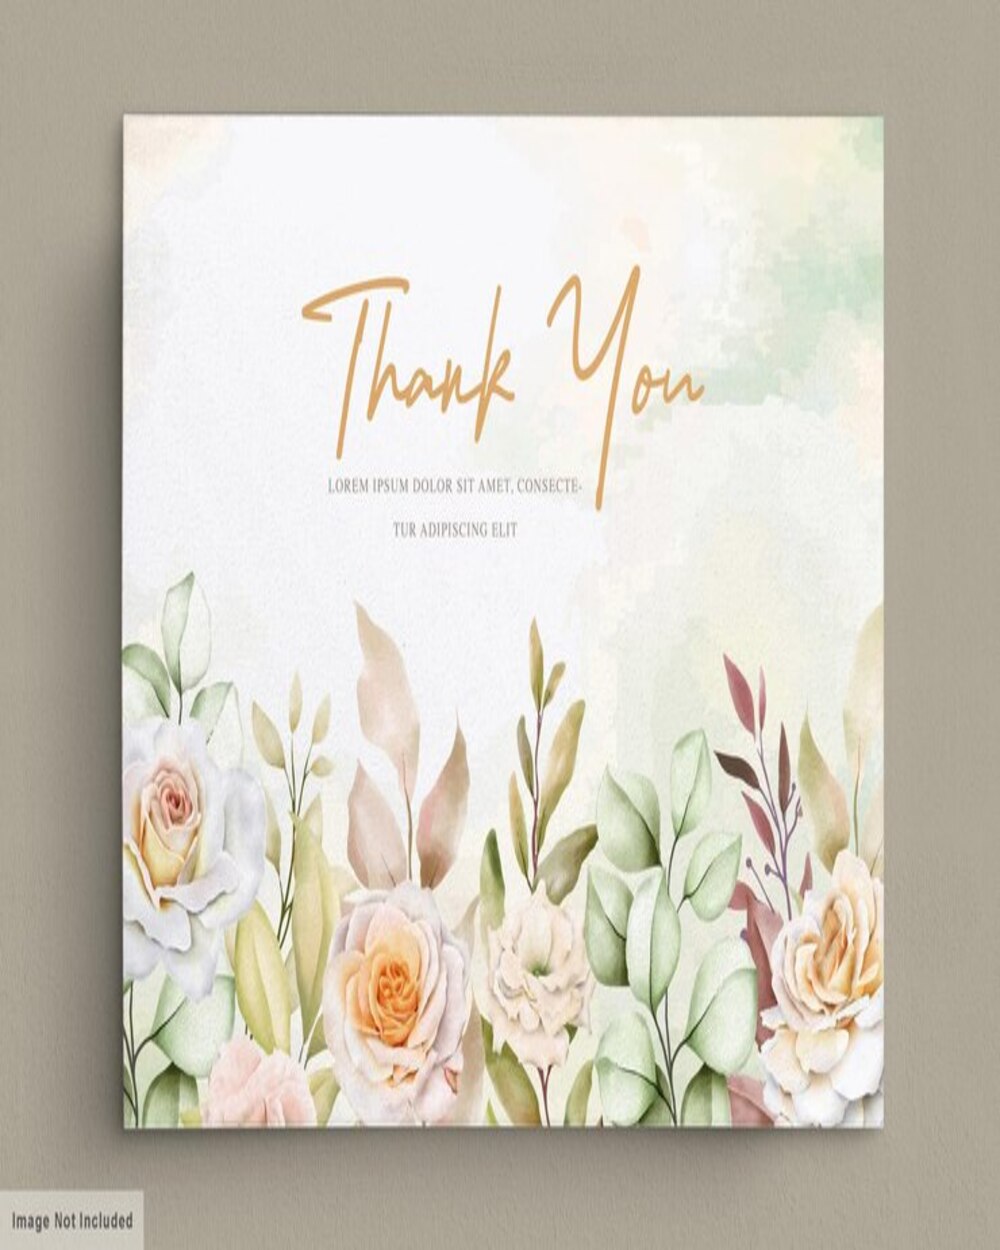 Thank You
LOREM IPSUM DOLOR SIT AMET, CONSECTE-
TUR ADIPISCING ELIT
Image Not Included